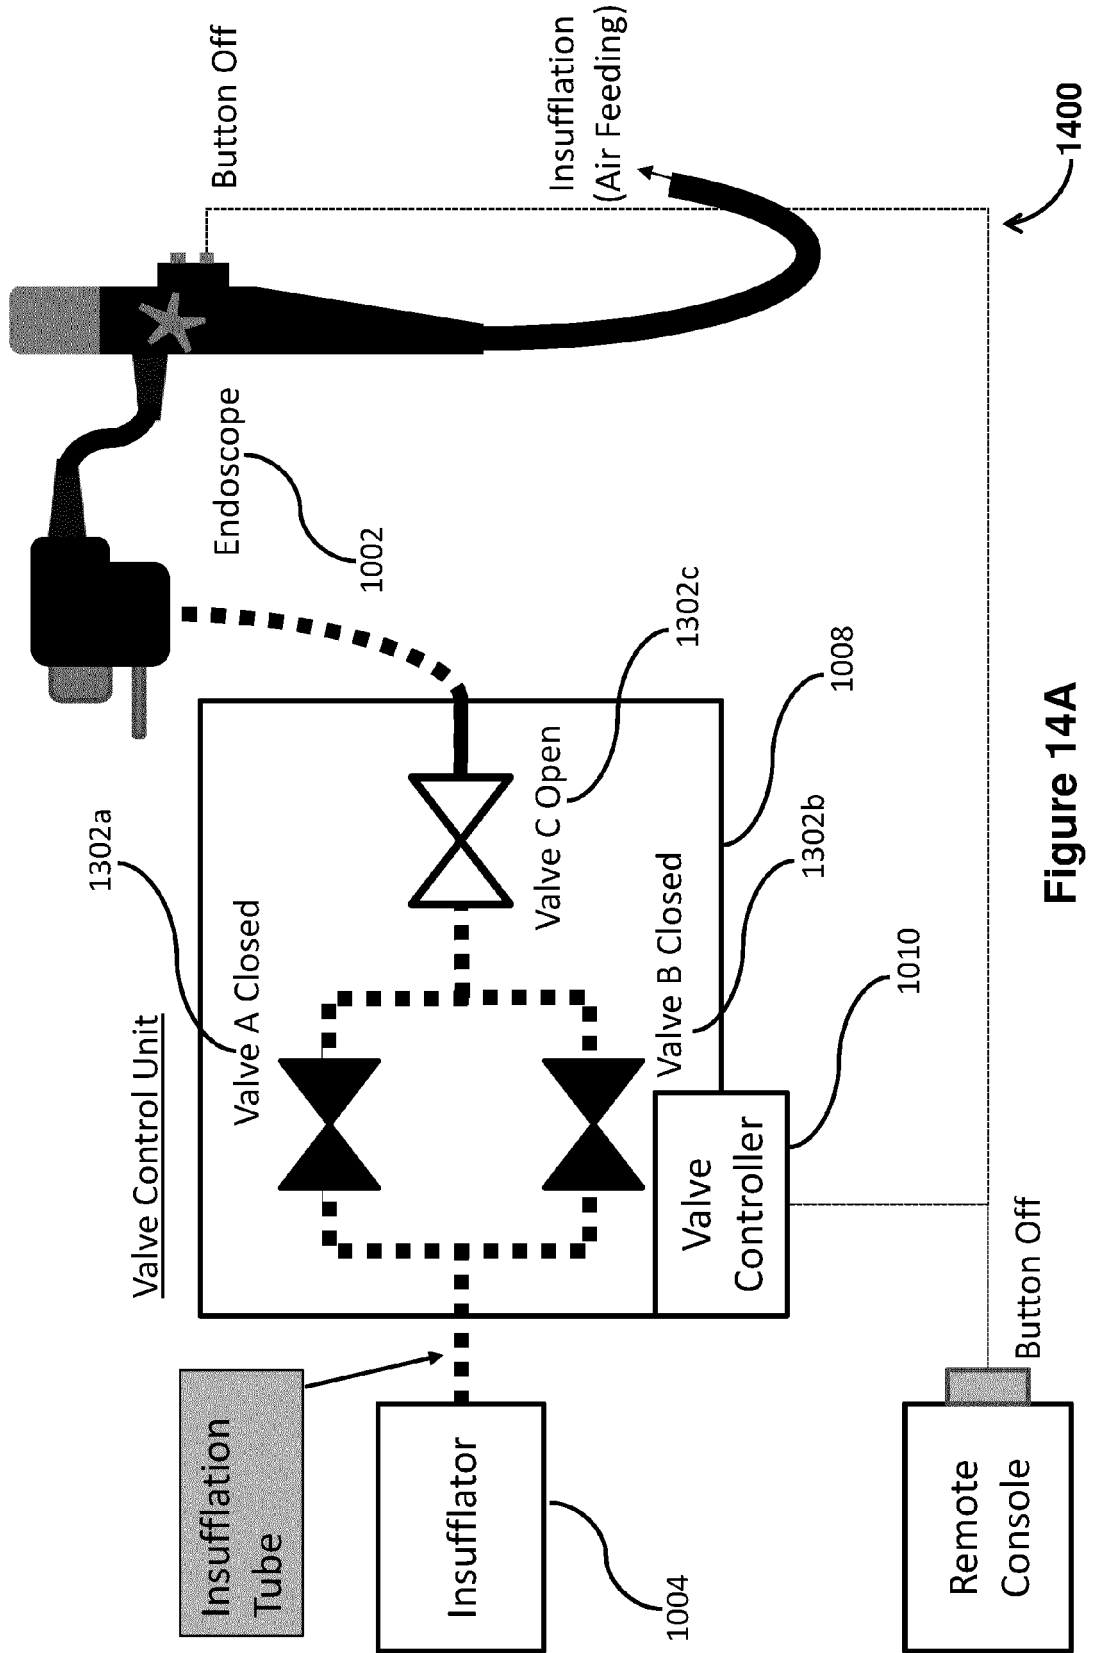 Button Off
Insufflation
(Air Feeding)
1400
Endoscope
1002
1302c
1302a
Valve Control Unit
Valve A Closed
Valve C Open
Valve B Closed
1302b
1008
1010
Valve
Controller
Insufflation
Tube
Insufflator
1004
Remote
Console
Button Off
Figure 14A